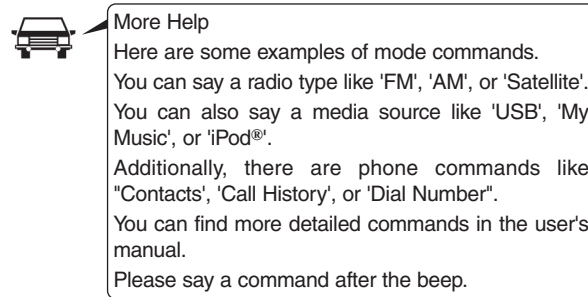 More Help
Here are some examples of mode commands.
You can say a radio type like 'FM', 'AM', or 'Satellite'.
You can also say a media source like 'USB', 'My
Music', or 'iPod®'.
Additionally, there are phone commands like
"Contacts', 'Call History', or 'Dial Number".
You can find more detailed commands in the user's
manual.
Please say a command after the beep.